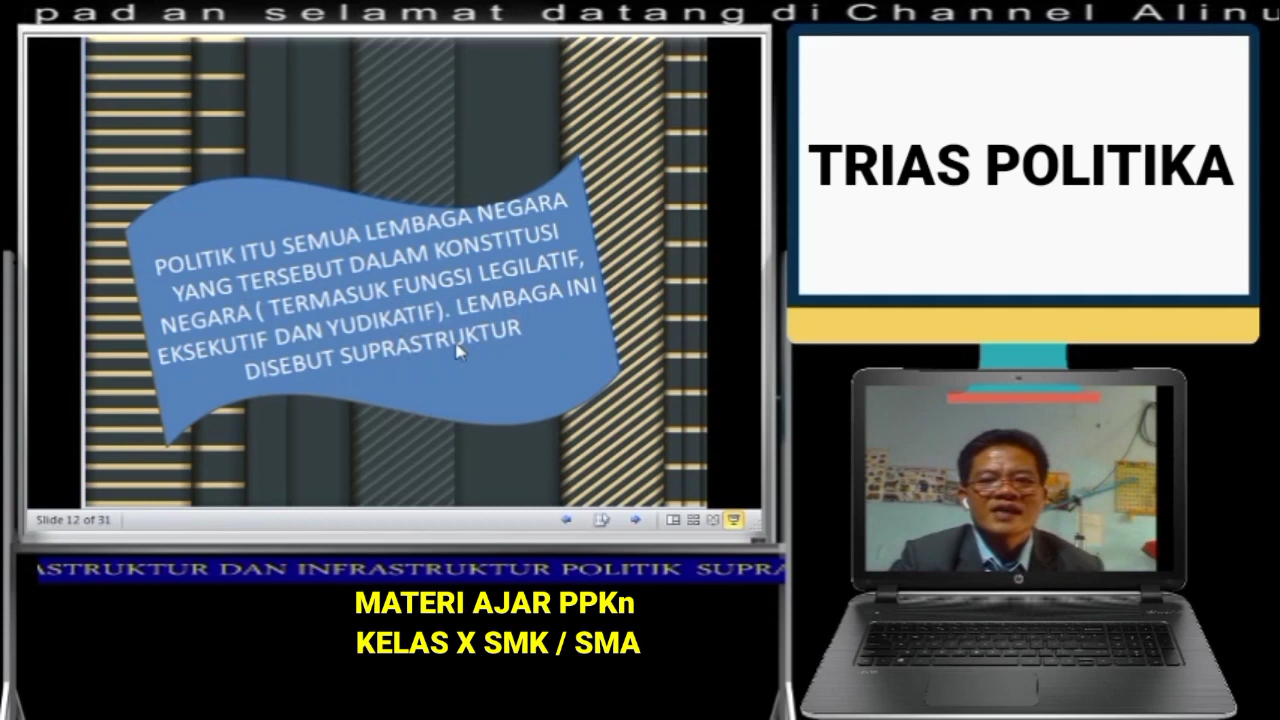 pad an selamat datang di Channel Alinu
POLITIK ITU SEMUA LEMBAGA NEGARA
YANG TERSEBUT DALAM KONSTITUSI
NEGARA ( TERMASUK FUNGSI LEGILATIF,
EKSEKUTIF DAN YUDIKATIF). LEMBAGA INI
DISEBUT SUPRASTRUKTUR
Slide 12 of 31
TRIAS POLITIKA
ASTRUKTUR DAN INFRASTRUKTUR POLITIK SUPRA
MATERI AJAR PPKn
KELAS X SMK / SMA
hp